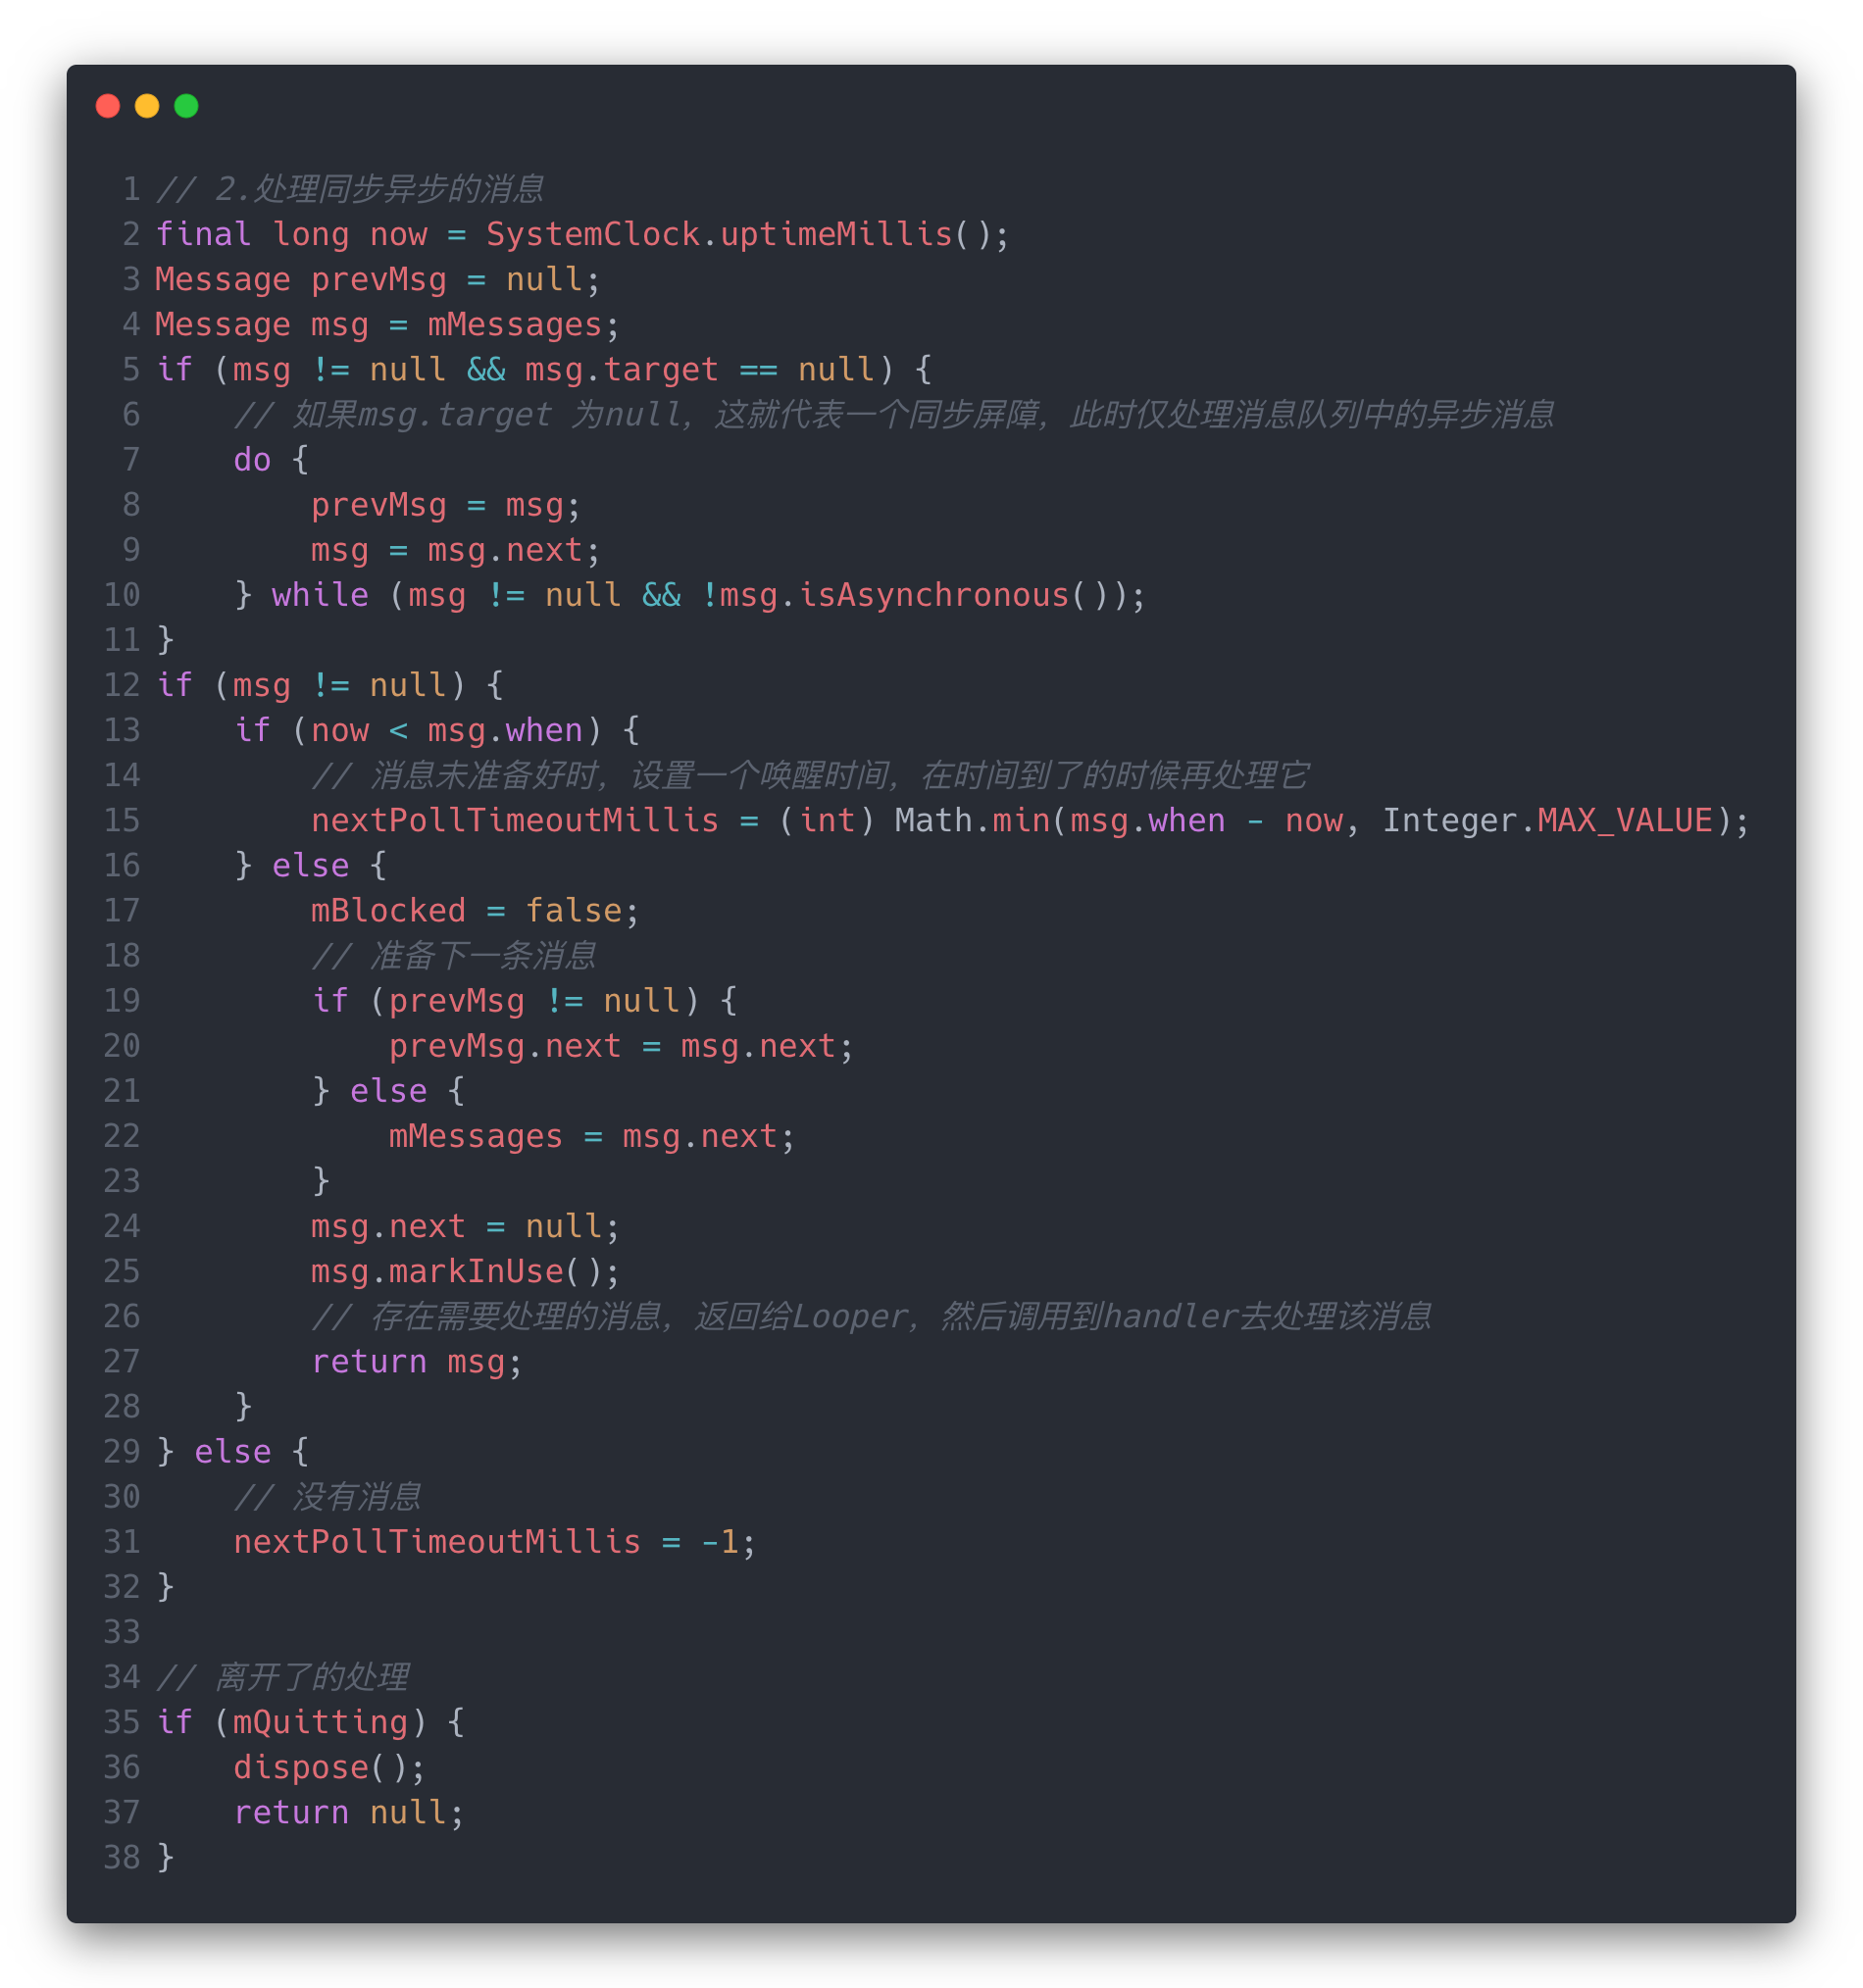 1 // 2.处理同步异步的消息
2 final long now = SystemClock.uptimeMillis();
3 Message prevMsg = null;
4 Message msg = mMessages;
5 if (msg != null && msg.target == null) {
6     // 如果msg.target 为null，这就代表一个同步屏障，此时仅处理消息队列中的异步消息
7     do {
8         prevMsg = msg;
9         msg = msg.next;
10     } while (msg != null && !msg.isAsynchronous());
11 }
12 if (msg != null) {
13     if (now < msg.when) {
14         // 消息未准备好时，设置一个唤醒时间，在时间到了的时候再处理它
15         nextPollTimeoutMillis = (int) Math.min(msg.when - now, Integer.MAX_VALUE);
16     } else {
17         mBlocked = false;
18         // 准备下一条消息
19         if (prevMsg != null) {
20             prevMsg.next = msg.next;
21         } else {
22             mMessages = msg.next;
23         }
24         msg.next = null;
25         msg.markInUse();
26         // 存在需要处理的消息，返回给Looper，然后调用到handler去处理该消息
27         return msg;
28     }
29 } else {
30     // 没有消息
31     nextPollTimeoutMillis = -1;
32 }
33
34 // 离开了的处理
35 if (mQuitting) {
36     dispose();
37     return null;
38 }